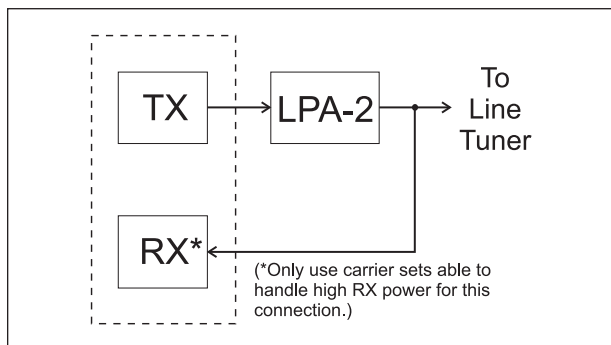 TX
LPA-2
To
Line
Tuner
RX*
(*Only use carrier sets able to
handle high RX power for this
connection.)